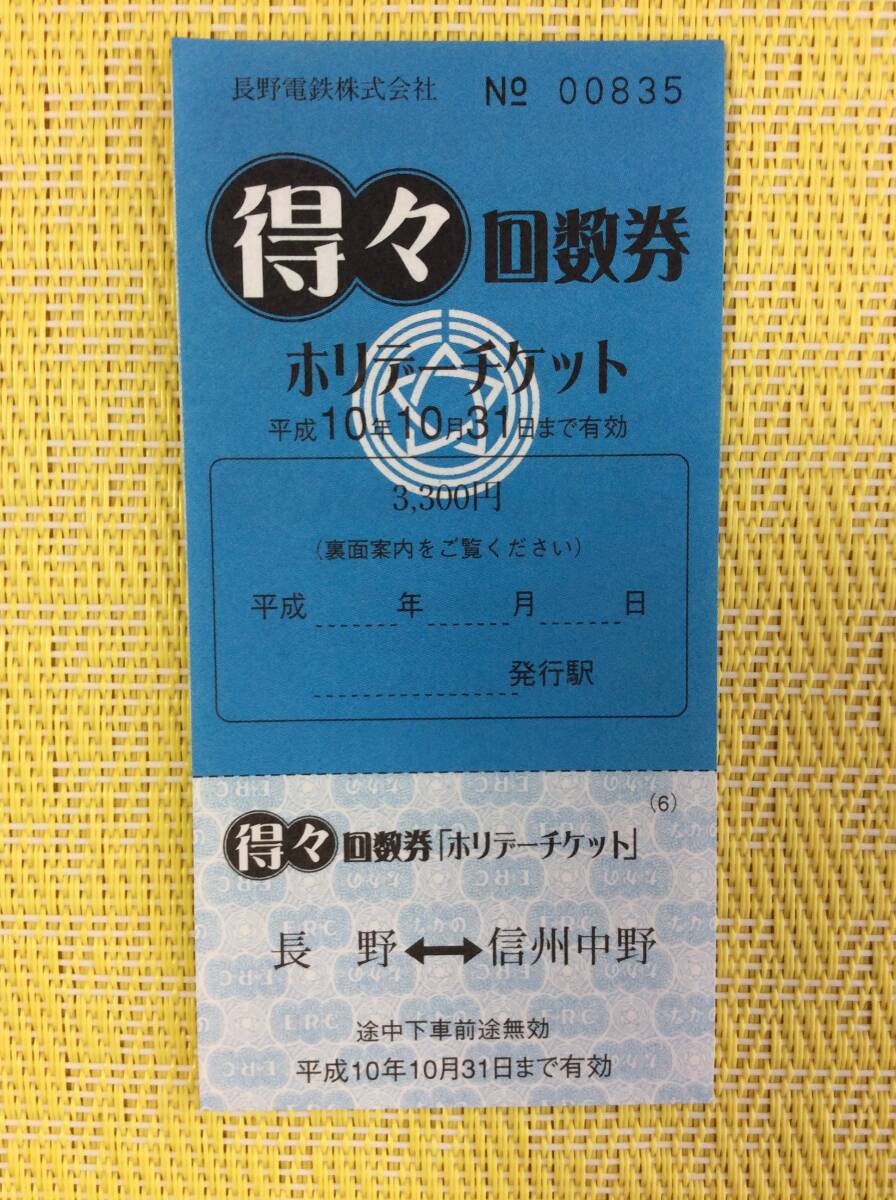 長野電鉄株式会社 № 00835
得々 回数券
ホリデーチケット
平成10年10月31日まで有効
3,300円
(裏面案内をご覧ください)
平成 年 月 日
発行駅
(6)
得々 回数券「ホリデーチケット」
長野↔信州中野
途中下車前途無効
平成10年10月31日まで有効